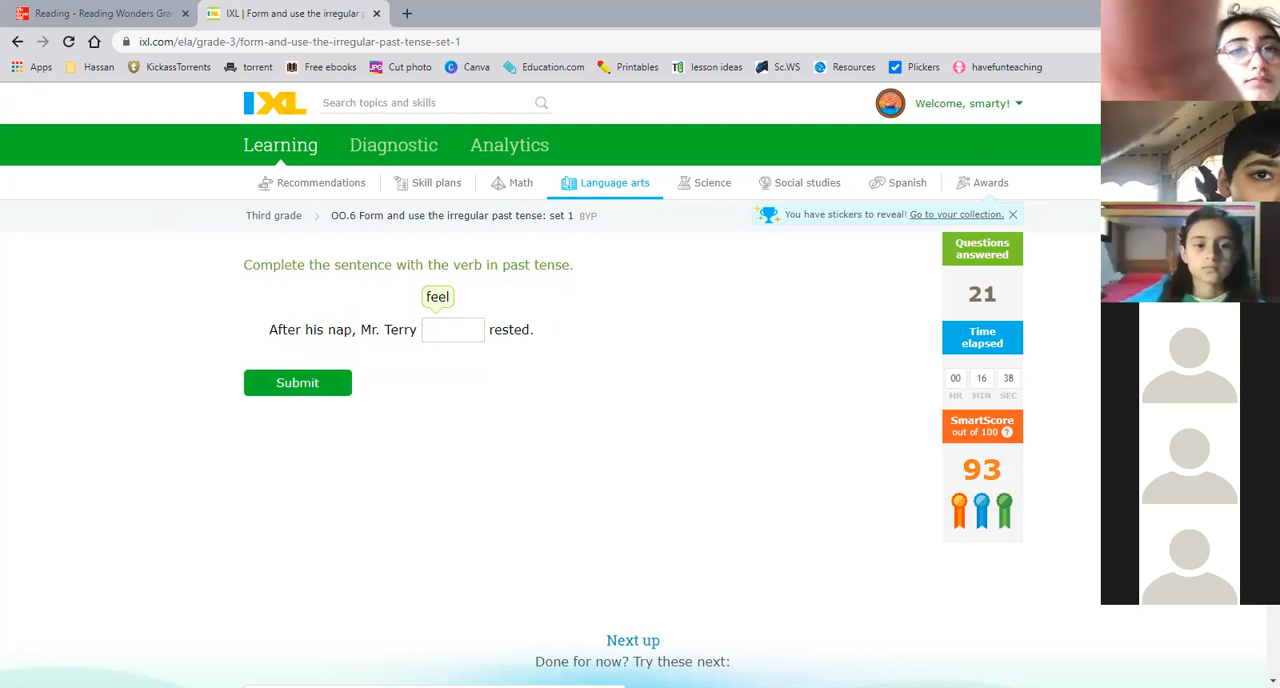 Reading - Reading Wonders Gra
IXL | Form and use the irregular p
ixl.com/ela/grade-3/form-and-use-the-irregular-past-tense-set-1
Apps
Hassan
KickassTorrents
torrent
Free ebooks
JPG Cut photo
C Canva
Education.com
Printables
lesson ideas
Sc.WS
Resources
Plickers
havefunteaching
IXL
Search topics and skills
Welcome, smarty!
Learning
Diagnostic
Analytics
Recommendations
Skill plans
Math
Language arts
Science
Social studies
Spanish
Awards
Third grade
OO.6 Form and use the irregular past tense: set 1 8YP
You have stickers to reveal! Go to your collection.
Complete the sentence with the verb in past tense.
feel
After his nap, Mr. Terry rested.
Submit
Questions
answered
21
Time
elapsed
00 16 38
HR MIN SEC
SmartScore
out of 100 ?
93
Next up
Done for now? Try these next: